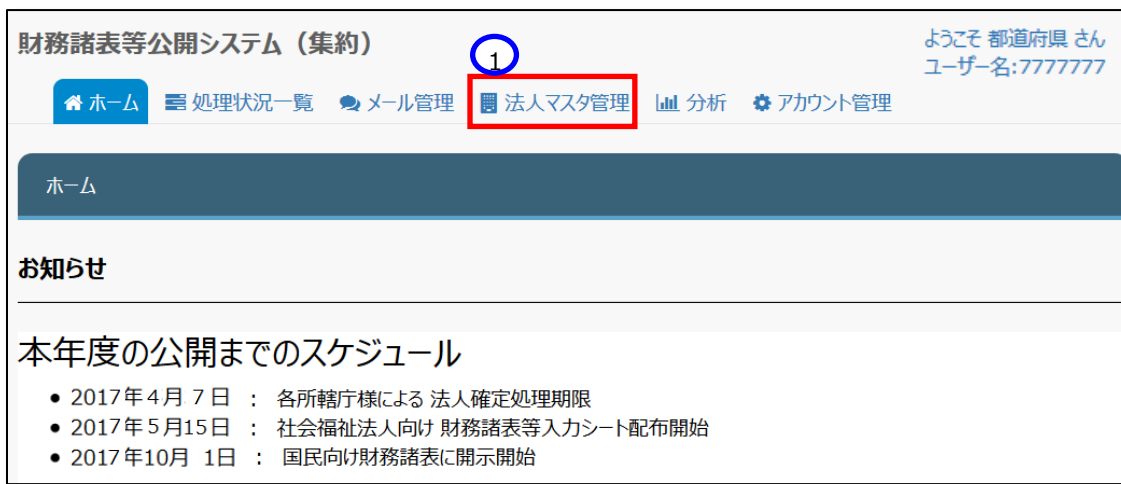 財務諸表等公開システム（集約）
ようこそ 都道府県 さん
ユーザー名:7777777
1
ホーム 処理状況一覧 メール管理 法人マスタ管理 分析 アカウント管理
ホーム
お知らせ
本年度の公開までのスケジュール
● 2017年4月 7日 ： 各所轄庁様による 法人確定処理期限
● 2017年5月15日 ： 社会福祉法人向け 財務諸表等入力シート配布開始
● 2017年10月 1日 ： 国民向け財務諸表に開示開始